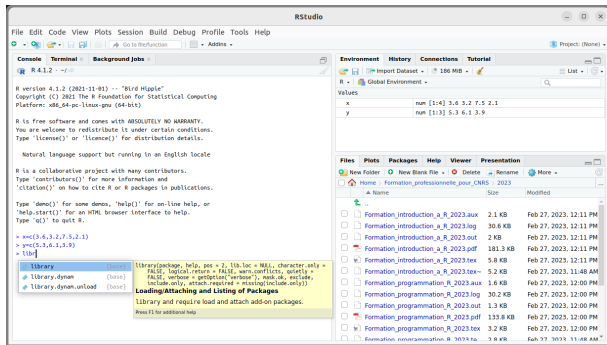 RStudio
File Edit Code View Plots Session Build Debug Profile Tools Help
Go to file/function
Addins
Project: (None)
Console Terminal Background Jobs
R 4.1.2 · ~/
R version 4.1.2 (2021-11-01) -- "Bird Hippie"
Copyright (C) 2021 The R Foundation for Statistical Computing
Platform: x86_64-pc-linux-gnu (64-bit)
R is free software and comes with ABSOLUTELY NO WARRANTY.
You are welcome to redistribute it under certain conditions.
Type 'license()' or 'licence()' for distribution details.
Natural language support but running in an English locale
R is a collaborative project with many contributors.
Type 'contributors()' for more information and
'citation()' on how to cite R or R packages in publications.
Type 'demo()' for some demos, 'help()' for on-line help, or
'help.start()' for an HTML browser interface to help.
Type 'q()' to quit R.
> x=c(3.6,3.2,7.5,2.1)
> y=c(5.3,6.1,3.9)
> libr
library {base}
library.dynam {base}
library.dynam.unload {base}
library(package, help, pos = 2, lib.loc = NULL, character.only =
FALSE, logical.return = FALSE, warn.conflicts, quietly =
FALSE, verbose = getOption("verbose"), mask.ok, exclude,
include.only, attach.required = missing(include.only))
Loading/Attaching and Listing of Packages
library and require load and attach add-on packages.
Press F1 for additional help
Environment History Connections Tutorial
Import Dataset 186 MiB List
R Global Environment
Values
x num [1:4] 3.6 3.2 7.5 2.1
y num [1:3] 5.3 6.1 3.9
Files Plots Packages Help Viewer Presentation
New Folder New Blank File Delete Rename More
Home Formation_professionnelle_pour_CNRS 2023
Name Size Modified
..
Formation_introduction_a_R_2023.aux 2.1 KB Feb 27, 2023, 12:11 PM
Formation_introduction_a_R_2023.log 30.6 KB Feb 27, 2023, 12:11 PM
Formation_introduction_a_R_2023.out 2 KB Feb 27, 2023, 12:11 PM
Formation_introduction_a_R_2023.pdf 181.3 KB Feb 27, 2023, 12:11 PM
Formation_introduction_a_R_2023.tex 5.8 KB Feb 27, 2023, 12:11 PM
Formation_introduction_a_R_2023.tex~ 5.2 KB Feb 27, 2023, 11:48 AM
Formation_programmation_R_2023.aux 1.6 KB Feb 27, 2023, 12:00 PM
Formation_programmation_R_2023.log 30.2 KB Feb 27, 2023, 12:00 PM
Formation_programmation_R_2023.out 1.3 KB Feb 27, 2023, 12:00 PM
Formation_programmation_R_2023.pdf 133.8 KB Feb 27, 2023, 12:00 PM
Formation_programmation_R_2023.tex 3.2 KB Feb 27, 2023, 12:00 PM
Formation_programmation_R_2023.te 2.8 KB Feb 27, 2023, 11:48 AM